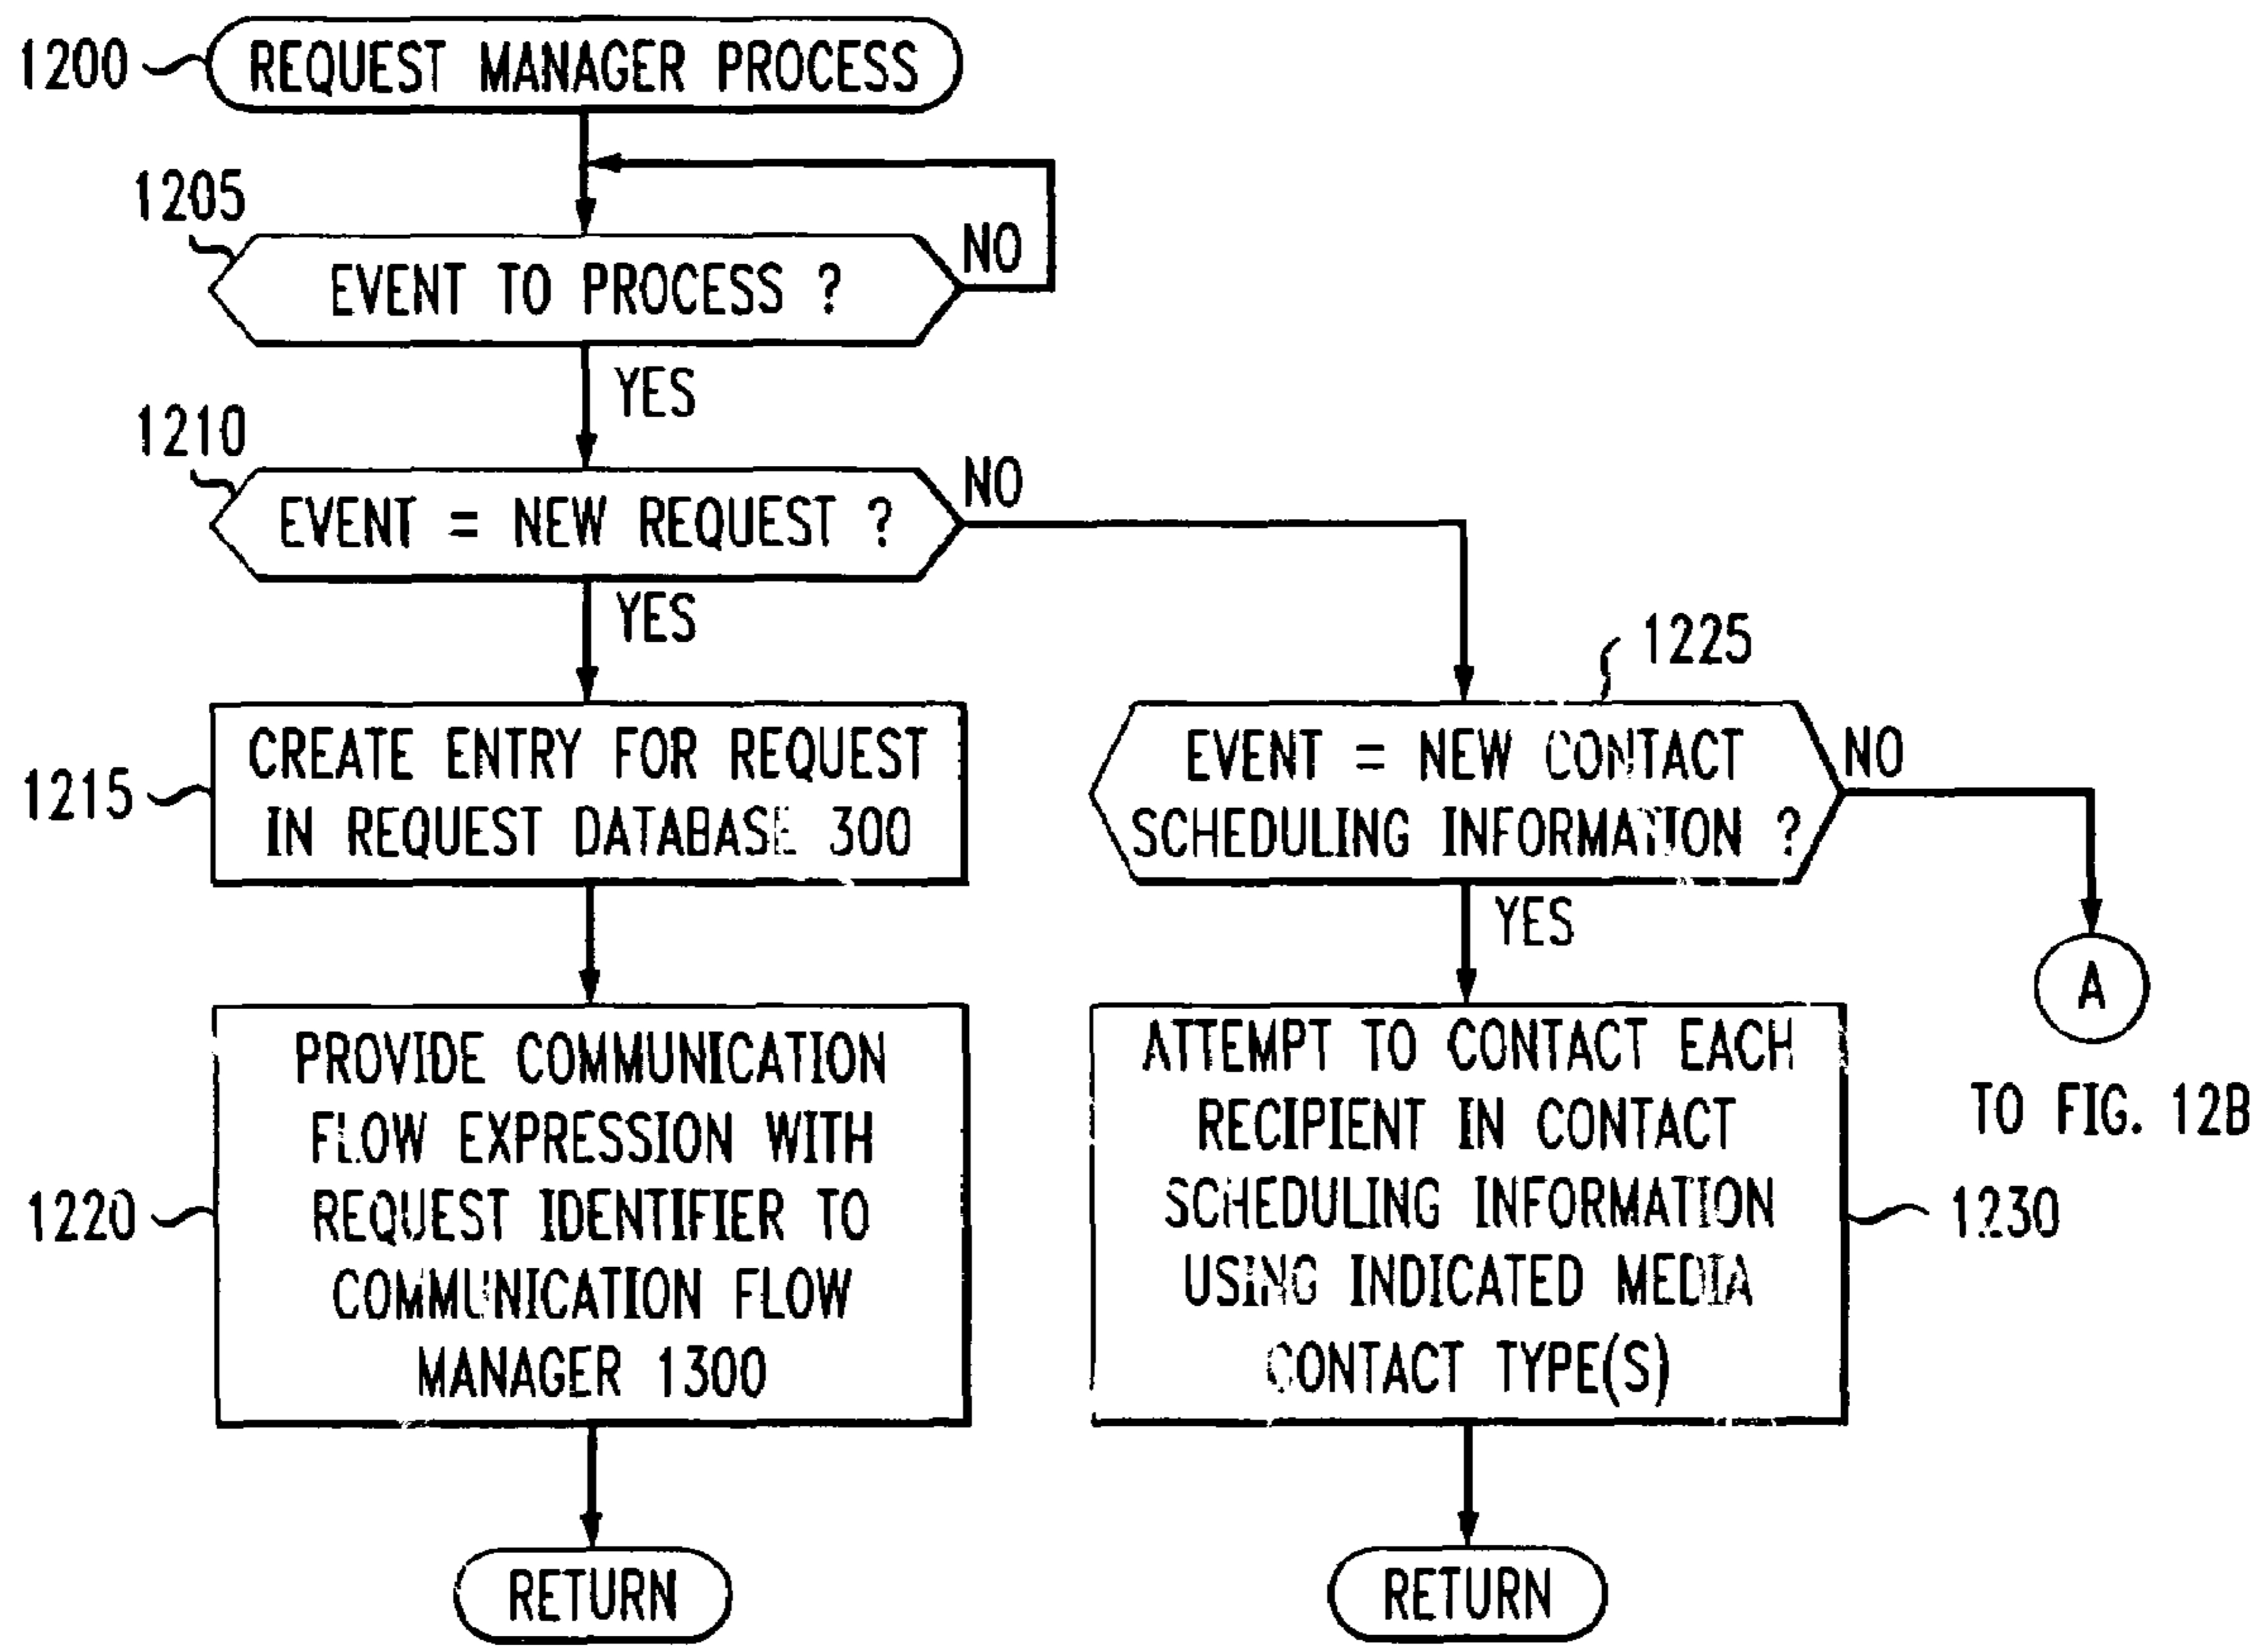 1200
REQUEST MANAGER PROCESS
1205
EVENT TO PROCESS ?
NO
YES
1210
EVENT = NEW REQUEST ?
NO
YES
1215
CREATE ENTRY FOR REQUEST
IN REQUEST DATABASE 300
1225
EVENT = NEW CONTACT
SCHEDULING INFORMATION ?
NO
YES
A
TO FIG. 12B
1220
PROVIDE COMMUNICATION
FLOW EXPRESSION WITH
REQUEST IDENTIFIER TO
COMMUNICATION FLOW
MANAGER 1300
ATTEMPT TO CONTACT EACH
RECIPIENT IN CONTACT
SCHEDULING INFORMATION
USING INDICATED MEDIA
CONTACT TYPE(S)
1230
RETURN
RETURN